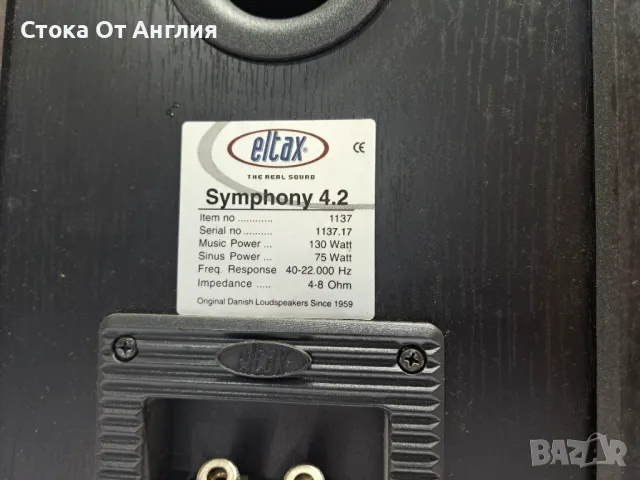 Стока От Англия
eltax®
THE REAL SOUND
CE
Symphony 4.2
Item no ............ 1137
Serial no .......... 1137.17
Music Power ... 130 Watt
Sinus Power ... 75 Watt
Freq. Response 40-22.000 Hz
Impedance ..... 4-8 Ohm
Original Danish Loudspeakers Since 1959
eltax
BAZAR